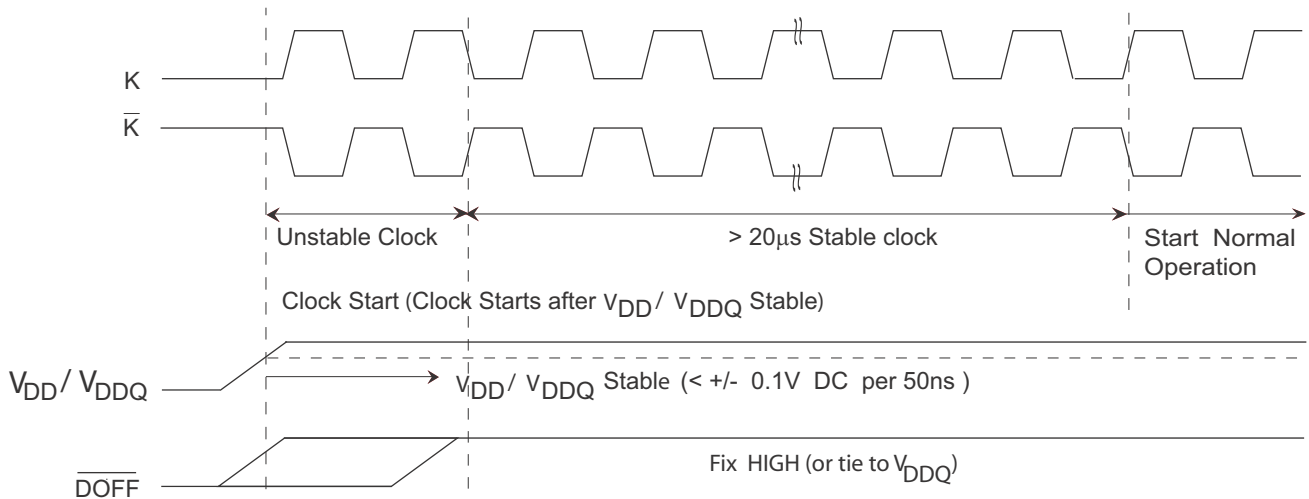 K
K̅
Unstable Clock
> 20μs Stable clock
Start Normal
Operation
Clock Start (Clock Starts after VDD / VDDQ Stable)
VDD / VDDQ
VDD / VDDQ Stable (< +/- 0.1V DC per 50ns )
Fix HIGH (or tie to VDDQ)
D̅O̅F̅F̅